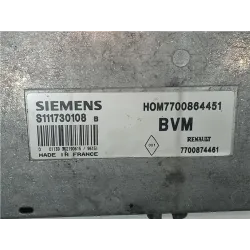 SIEMENS
HOM7700864451
S111730108 B
BVM
RENAULT
7700874461
MADE IN FRANCE